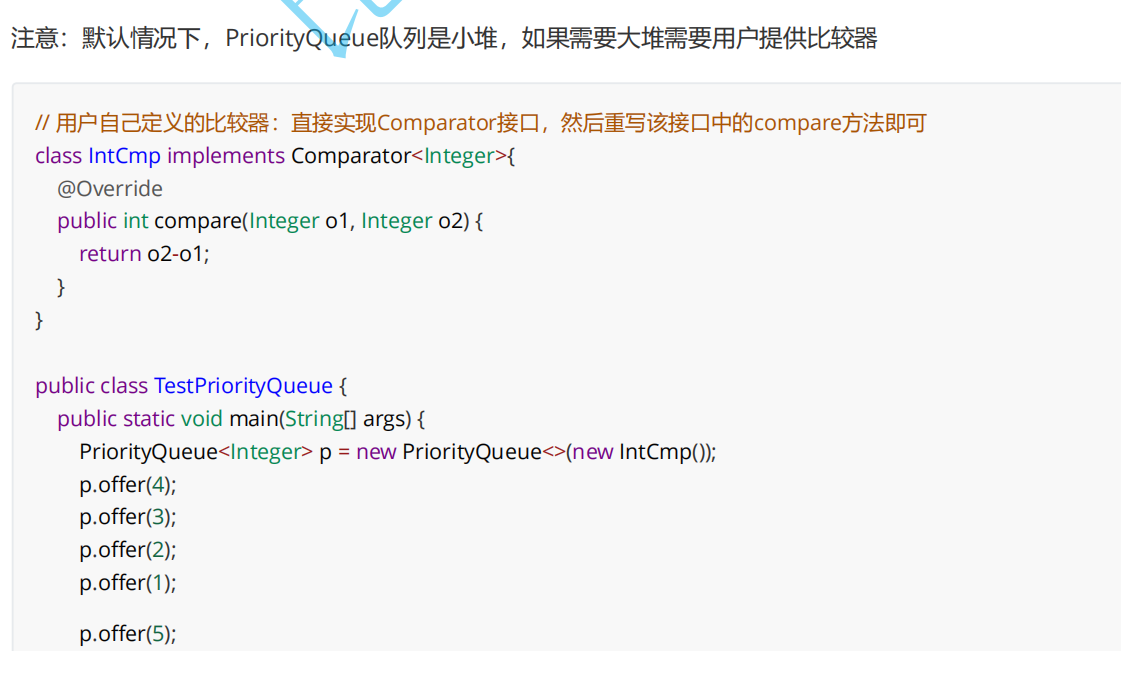 注意：默认情况下，PriorityQueue队列是小堆，如果需要大堆需要用户提供比较器
// 用户自己定义的比较器：直接实现Comparator接口，然后重写该接口中的compare方法即可
class IntCmp implements Comparator<Integer>{
@Override
public int compare(Integer o1, Integer o2) {
return o2-o1;
}
}
public class TestPriorityQueue {
public static void main(String[] args) {
PriorityQueue<Integer> p = new PriorityQueue<>(new IntCmp());
p.offer(4);
p.offer(3);
p.offer(2);
p.offer(1);
p.offer(5);